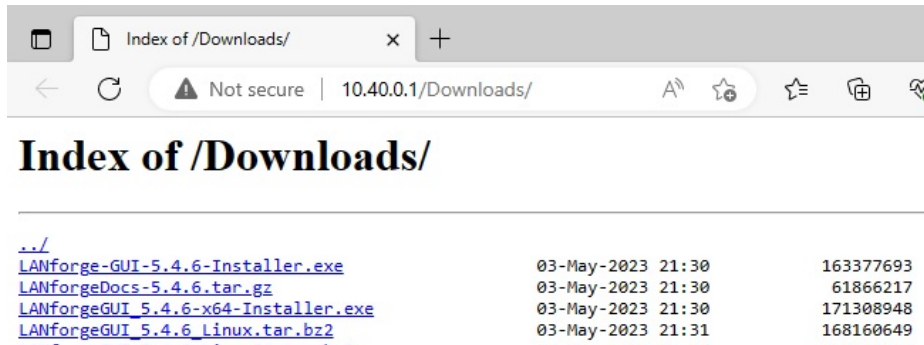 Index of /Downloads/
Not secure | 10.40.0.1/Downloads/
Index of /Downloads/
../
LANforge-GUI-5.4.6-Installer.exe 03-May-2023 21:30 163377693
LANforgeDocs-5.4.6.tar.gz 03-May-2023 21:30 61866217
LANforgeGUI_5.4.6-x64-Installer.exe 03-May-2023 21:30 171308948
LANforgeGUI_5.4.6_Linux.tar.bz2 03-May-2023 21:31 168160649